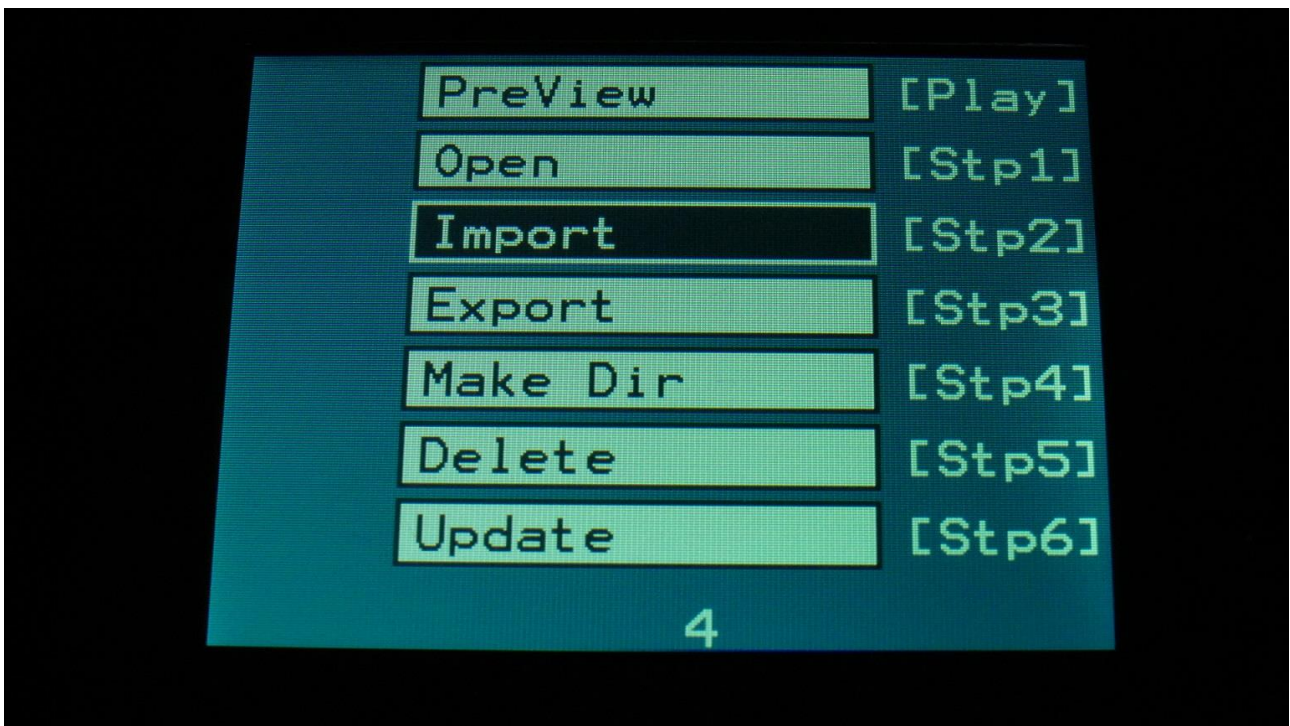 PreView [Play]
Open [Stp1]
Import [Stp2]
Export [Stp3]
Make Dir [Stp4]
Delete [Stp5]
Update [Stp6]
4